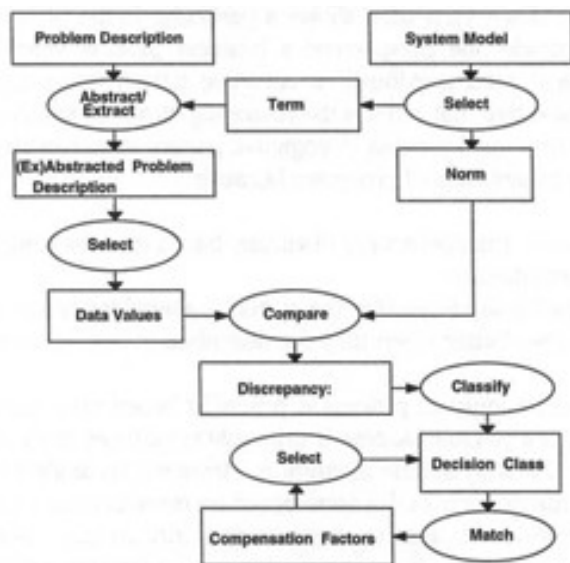 Problem Description
System Model
Abstract/
Extract
Term
Select
(Ex)Abstracted Problem
Description
Norm
Select
Data Values
Compare
Discrepancy:
Classify
Select
Decision Class
Compensation Factors
Match